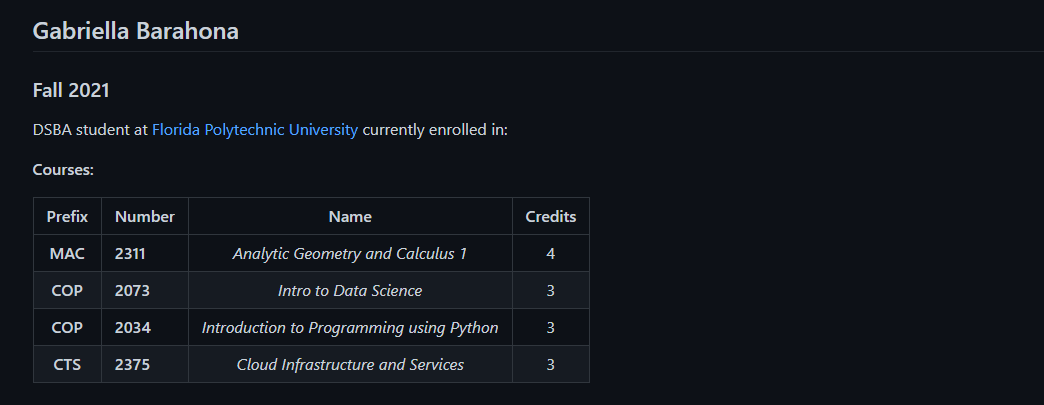 Gabriella Barahona
Fall 2021
DSBA student at Florida Polytechnic University currently enrolled in:
Courses:
Prefix Number Name Credits
MAC 2311 Analytic Geometry and Calculus 1 4
COP 2073 Intro to Data Science 3
COP 2034 Introduction to Programming using Python 3
CTS 2375 Cloud Infrastructure and Services 3